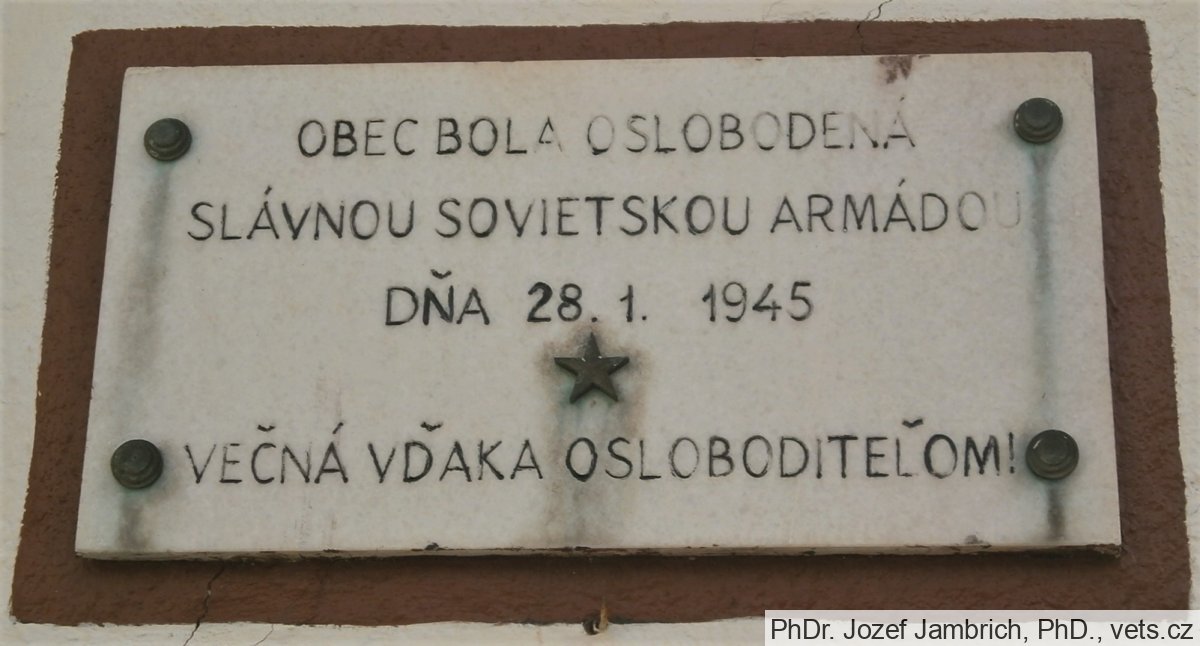 OBEC BOLA OSLOBODENÁ
SLÁVNOU SOVIETSKOU ARMÁDOU
DŇA 28. 1. 1945
VEČNÁ VĎAKA OSLOBODITEĽOM!
PhDr. Jozef Jambrich, PhD., vets.cz